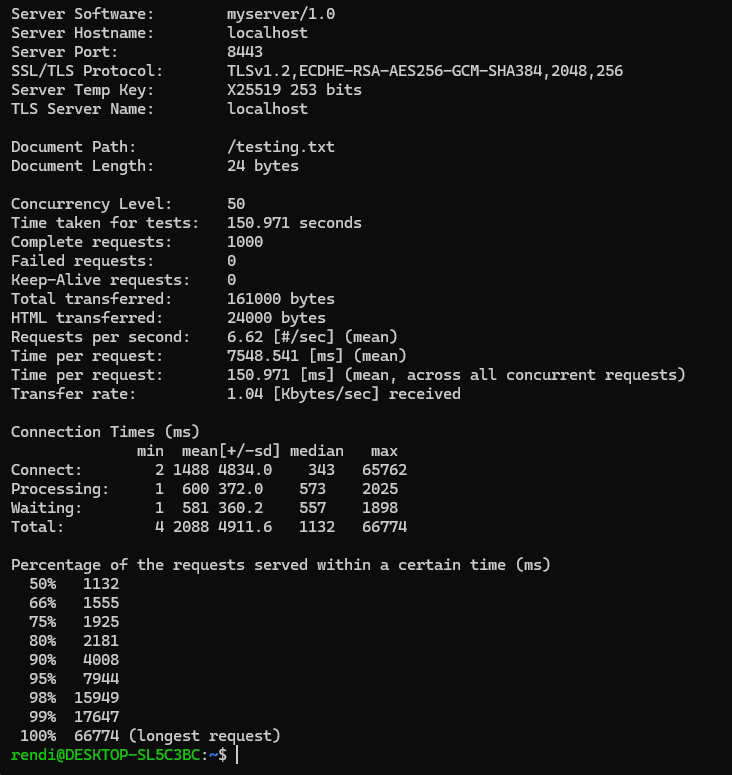 Server Software:        myserver/1.0
Server Hostname:        localhost
Server Port:            8443
SSL/TLS Protocol:       TLSv1.2,ECDHE-RSA-AES256-GCM-SHA384,2048,256
Server Temp Key:        X25519 253 bits
TLS Server Name:        localhost

Document Path:          /testing.txt
Document Length:        24 bytes

Concurrency Level:      50
Time taken for tests:   150.971 seconds
Complete requests:      1000
Failed requests:        0
Keep-Alive requests:    0
Total transferred:      161000 bytes
HTML transferred:       24000 bytes
Requests per second:    6.62 [#/sec] (mean)
Time per request:       7548.541 [ms] (mean)
Time per request:       150.971 [ms] (mean, across all concurrent requests)
Transfer rate:          1.04 [Kbytes/sec] received

Connection Times (ms)
              min  mean[+/-sd] median   max
Connect:        2 1488 4834.0    343   65762
Processing:     1  600 372.0    573    2025
Waiting:        1  581 360.2    557    1898
Total:          4 2088 4911.6   1132   66774

Percentage of the requests served within a certain time (ms)
  50%   1132
  66%   1555
  75%   1925
  80%   2181
  90%   4008
  95%   7944
  98%  15949
  99%  17647
 100%  66774 (longest request)
rendi@DESKTOP-SL5C3BC:~$